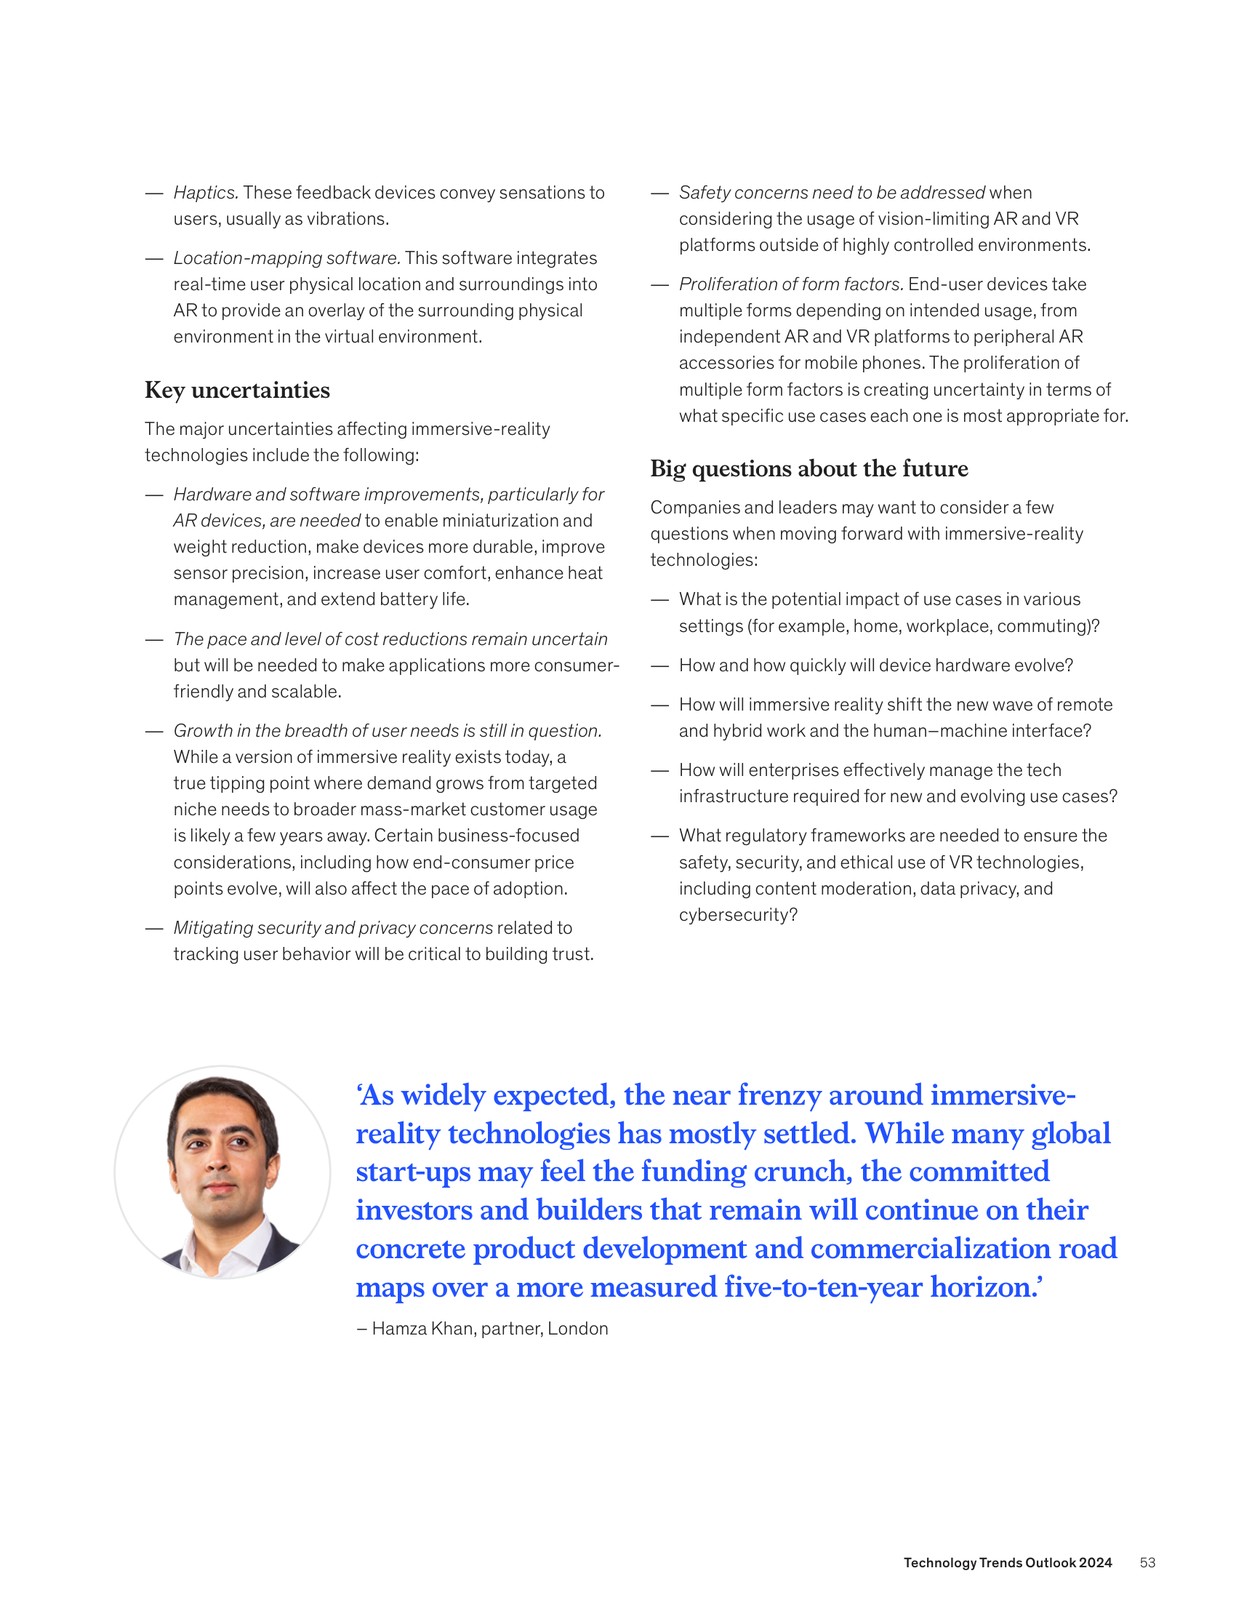 — Haptics. These feedback devices convey sensations to
users, usually as vibrations.
— Location-mapping software. This software integrates
real-time user physical location and surroundings into
AR to provide an overlay of the surrounding physical
environment in the virtual environment.
Key uncertainties
The major uncertainties affecting immersive-reality
technologies include the following:
— Hardware and software improvements, particularly for
AR devices, are needed to enable miniaturization and
weight reduction, make devices more durable, improve
sensor precision, increase user comfort, enhance heat
management, and extend battery life.
— The pace and level of cost reductions remain uncertain
but will be needed to make applications more consumer-
friendly and scalable.
— Growth in the breadth of user needs is still in question.
While a version of immersive reality exists today, a
true tipping point where demand grows from targeted
niche needs to broader mass-market customer usage
is likely a few years away. Certain business-focused
considerations, including how end-consumer price
points evolve, will also affect the pace of adoption.
— Mitigating security and privacy concerns related to
tracking user behavior will be critical to building trust.
— Safety concerns need to be addressed when
considering the usage of vision-limiting AR and VR
platforms outside of highly controlled environments.
— Proliferation of form factors. End-user devices take
multiple forms depending on intended usage, from
independent AR and VR platforms to peripheral AR
accessories for mobile phones. The proliferation of
multiple form factors is creating uncertainty in terms of
what specific use cases each one is most appropriate for.
Big questions about the future
Companies and leaders may want to consider a few
questions when moving forward with immersive-reality
technologies:
— What is the potential impact of use cases in various
settings (for example, home, workplace, commuting)?
— How and how quickly will device hardware evolve?
— How will immersive reality shift the new wave of remote
and hybrid work and the human–machine interface?
— How will enterprises effectively manage the tech
infrastructure required for new and evolving use cases?
— What regulatory frameworks are needed to ensure the
safety, security, and ethical use of VR technologies,
including content moderation, data privacy, and
cybersecurity?
‘As widely expected, the near frenzy around immersive-
reality technologies has mostly settled. While many global
start-ups may feel the funding crunch, the committed
investors and builders that remain will continue on their
concrete product development and commercialization road
maps over a more measured five-to-ten-year horizon.’
– Hamza Khan, partner, London
Technology Trends Outlook 2024 53